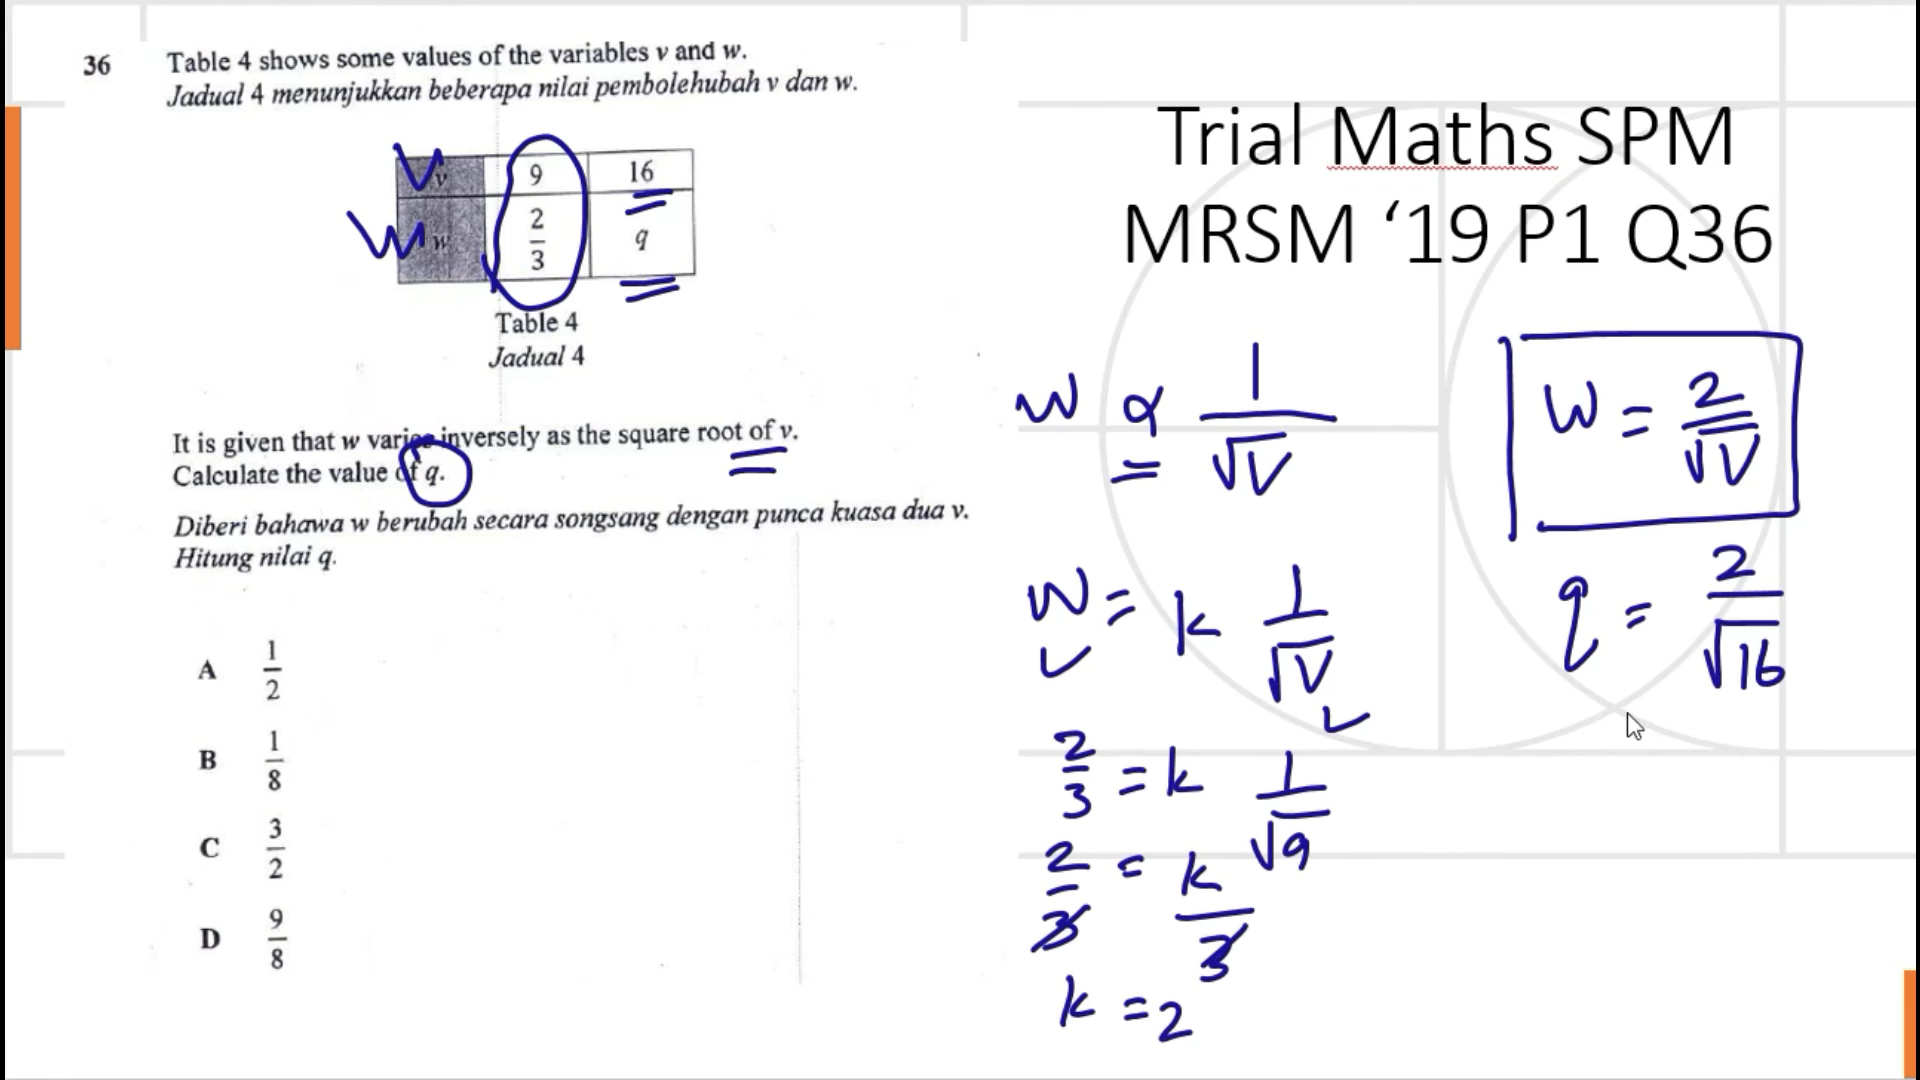 36 Table 4 shows some values of the variables v and w.
Jadual 4 menunjukkan beberapa nilai pembolehubah v dan w.
V v 9 16
W w 2/3 q
Table 4
Jadual 4
It is given that w varies inversely as the square root of v.
Calculate the value of q.
Diberi bahawa w berubah secara songsang dengan punca kuasa dua v.
Hitung nilai q.
A 1/2
B 1/8
C 3/2
D 9/8
Trial Maths SPM
MRSM ‘19 P1 Q36
W ∝ 1/√V
W = k 1/√V
2/3 = k 1/√9
2/3 = k/3
k = 2
W = 2/√V
q = 2/√16